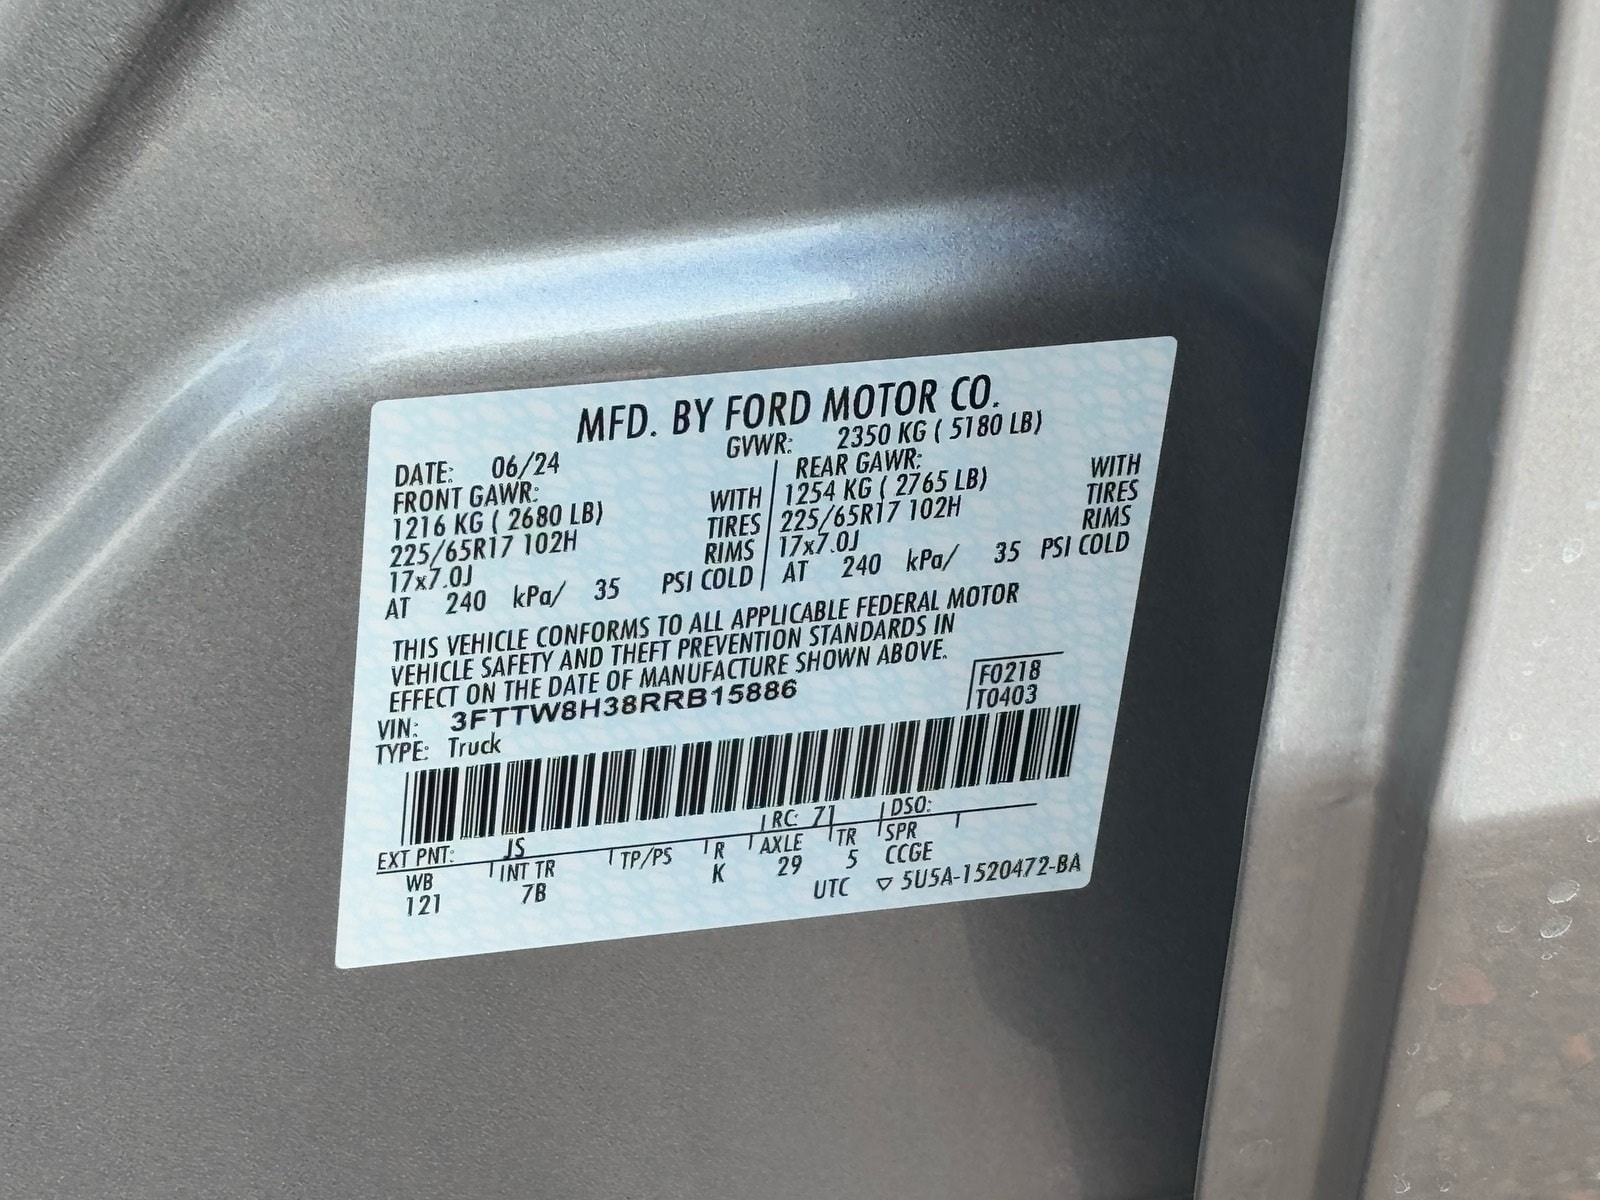 MFD. BY FORD MOTOR CO.
DATE: 06/24 GVWR: 2350 KG ( 5180 LB)
FRONT GAWR: REAR GAWR:
1216 KG ( 2680 LB) WITH 1254 KG ( 2765 LB) WITH
225/65R17 102H TIRES 225/65R17 102H TIRES
17x7.0J RIMS 17x7.0J RIMS
AT 240 kPa/ 35 PSI COLD AT 240 kPa/ 35 PSI COLD
THIS VEHICLE CONFORMS TO ALL APPLICABLE FEDERAL MOTOR
VEHICLE SAFETY AND THEFT PREVENTION STANDARDS IN
EFFECT ON THE DATE OF MANUFACTURE SHOWN ABOVE.
VIN: 3FTTW8H38RRB15886 F0218
TYPE: Truck T0403
EXT PNT: JS RC: 71 DSO:
WB INT TR TP/PS R AXLE TR SPR
121 7B K 29 5 CCGE
UTC ▽ 5U5A-1520472-BA